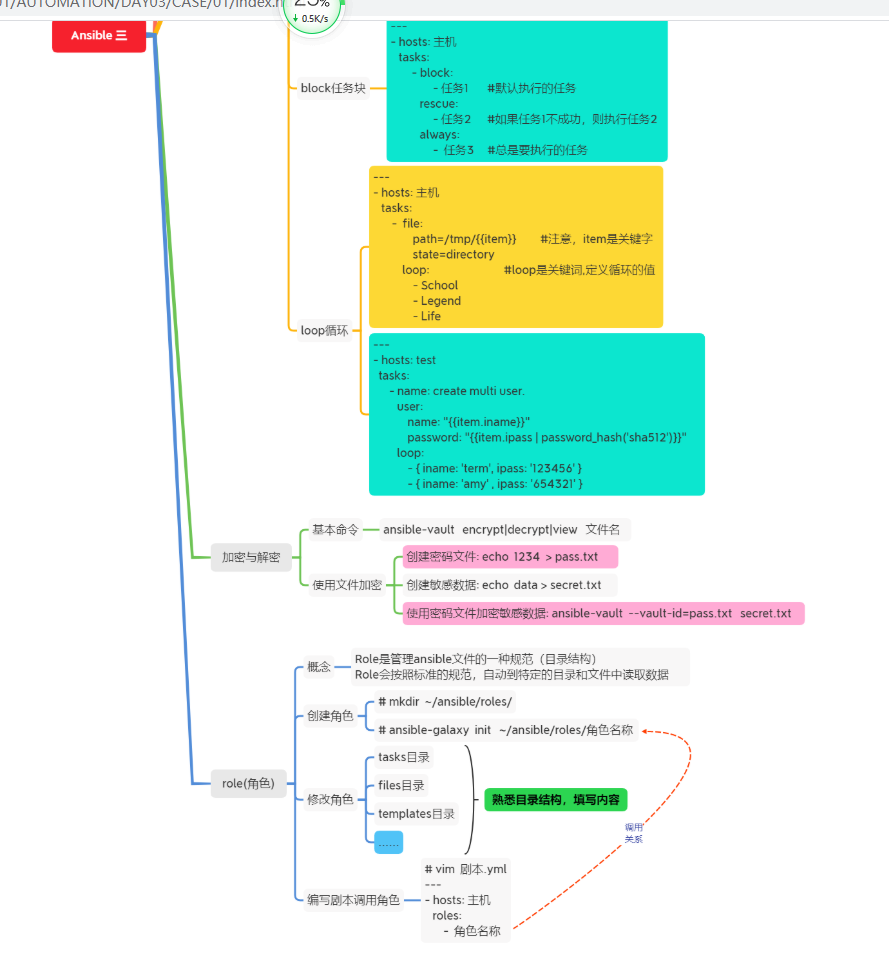 01/AUTOMATION/DAY03/CASE/01/index.h
0.5K/s
Ansible 三
block任务块
---
- hosts: 主机
tasks:
- block:
- 任务1 #默认执行的任务
rescue:
- 任务2 #如果任务1不成功，则执行任务2
always:
- 任务3 #总是要执行的任务
loop循环
---
- hosts: 主机
tasks:
- file:
path=/tmp/{{item}} #注意，item是关键字
state=directory
loop: #loop是关键词,定义循环的值
- School
- Legend
- Life
---
- hosts: test
tasks:
- name: create multi user.
user:
name: "{{item.iname}}"
password: "{{item.ipass | password_hash('sha512')}}"
loop:
- { iname: 'term', ipass: '123456' }
- { iname: 'amy' , ipass: '654321' }
加密与解密
基本命令
ansible-vault encrypt|decrypt|view 文件名
使用文件加密
创建密码文件: echo 1234 > pass.txt
创建敏感数据: echo data > secret.txt
使用密码文件加密敏感数据: ansible-vault --vault-id=pass.txt secret.txt
role(角色)
概念
Role是管理ansible文件的一种规范（目录结构）
Role会按照标准的规范，自动到特定的目录和文件中读取数据
创建角色
# mkdir ~/ansible/roles/
# ansible-galaxy init ~/ansible/roles/角色名称
修改角色
tasks目录
files目录
templates目录
……
熟悉目录结构，填写内容
调用
关系
编写剧本调用角色
# vim 剧本.yml
---
- hosts: 主机
roles:
- 角色名称